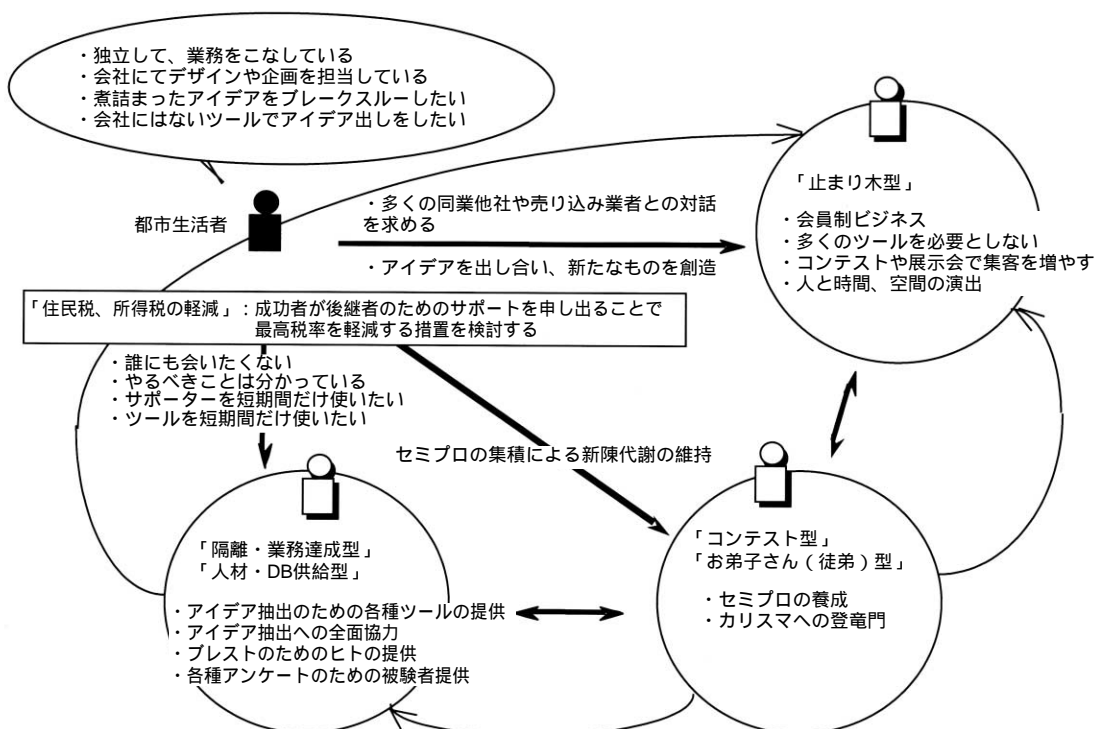 ・独立して、業務をこなしている
・会社にてデザインや企画を担当している
・煮詰まったアイデアをブレークスルーしたい
・会社にはないツールでアイデア出しをしたい
都市生活者
・多くの同業他社や売り込み業者との対話
を求める
・アイデアを出し合い、新たなものを創造
「止まり木型」
・会員制ビジネス
・多くのツールを必要としない
・コンテストや展示会で集客を増やす
・人と時間、空間の演出
「住民税、所得税の軽減」：成功者が後継者のためのサポートを申し出ることで
最高税率を軽減する措置を検討する
・誰にも会いたくない
・やるべきことは分かっている
・サポーターを短期間だけ使いたい
・ツールを短期間だけ使いたい
セミプロの集積による新陳代謝の維持
「隔離・業務達成型」
「人材・DB供給型」
・アイデア抽出のための各種ツールの提供
・アイデア抽出への全面協力
・ブレストのためのヒトの提供
・各種アンケートのための被験者提供
「コンテスト型」
「お弟子さん（徒弟）型」
・セミプロの養成
・カリスマへの登竜門